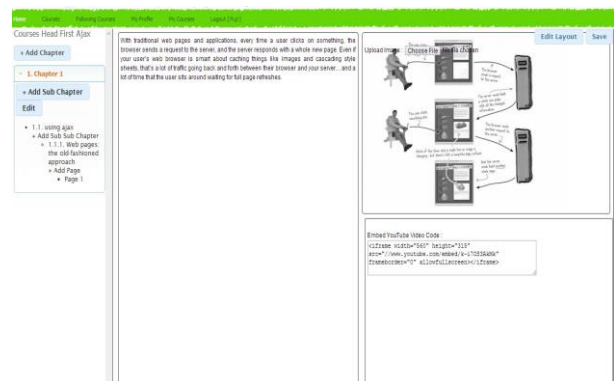 Home Courses Following Courses My Profile My Courses Logout
Courses Head First Ajax
+ Add Chapter
1. Chapter 1
+ Add Sub Chapter
Edit
1.1. using ajax
+ Add Sub Sub Chapter
1.1.1. Web pages:
the old-fashioned
approach
+ Add Page
Page 1
With traditional web pages and applications, every time a user clicks on something, the
browser sends a request to the server, and the server responds with a whole new page. Even if
your user's web browser is smart about caching things like images and cascading style
sheets, that's a lot of traffic going back and forth between their browser and your server... and a
lot of time that the user sits around waiting for full page refreshes.
Edit Layout Save
Upload Image : Choose File No file chosen
Embed YouTube Video Code :
<iframe width="560" height="315"
frameborder="0" allowfullscreen></iframe>